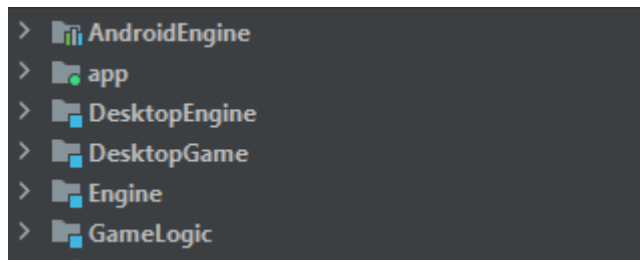 AndroidEngine
app
DesktopEngine
DesktopGame
Engine
GameLogic